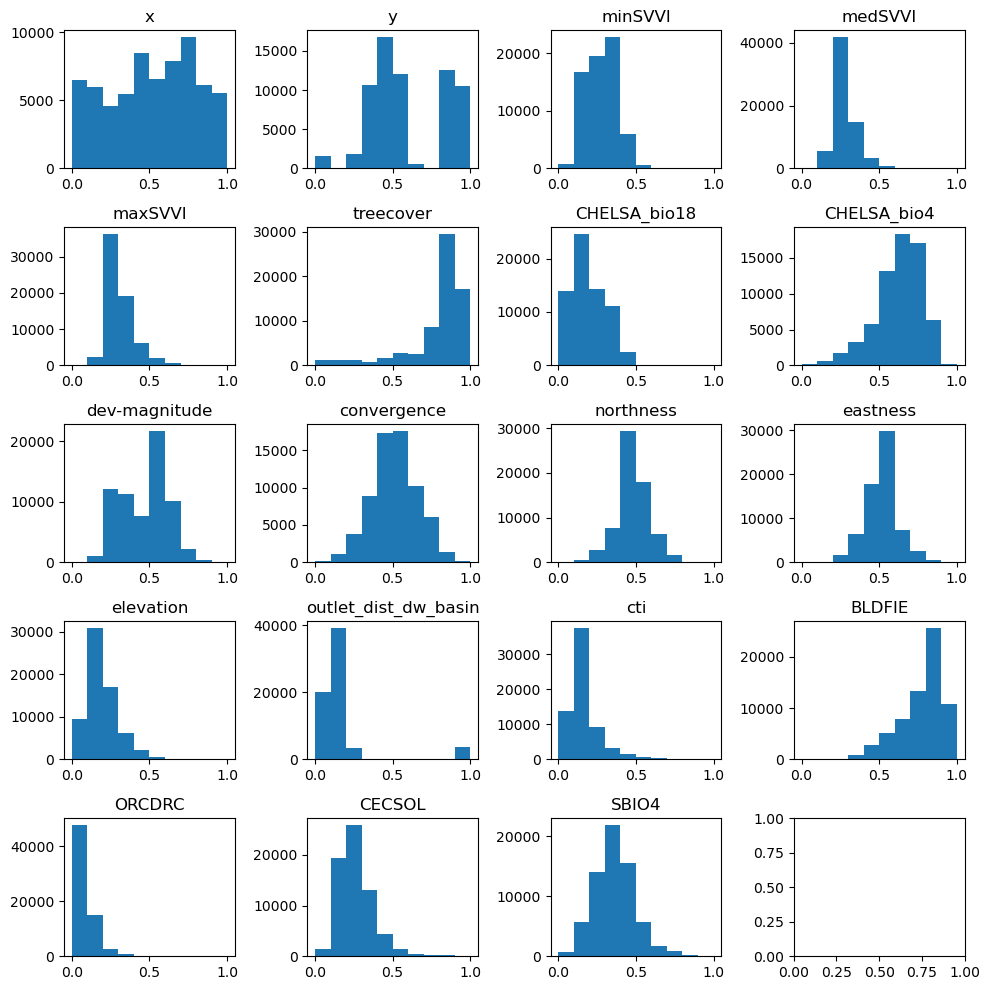 x y minSVVI medSVVI
10000
5000
0
0.0 0.5 1.0
15000
10000
5000
0
0.0 0.5 1.0
20000
10000
0
0.0 0.5 1.0
40000
20000
0
0.0 0.5 1.0
maxSVVI treecover CHELSA_bio18 CHELSA_bio4
30000
20000
10000
0
0.0 0.5 1.0
30000
20000
10000
0
0.0 0.5 1.0
20000
10000
0
0.0 0.5 1.0
15000
10000
5000
0
0.0 0.5 1.0
dev-magnitude convergence northness eastness
20000
10000
0
0.0 0.5 1.0
15000
10000
5000
0
0.0 0.5 1.0
30000
20000
10000
0
0.0 0.5 1.0
30000
20000
10000
0
0.0 0.5 1.0
elevation outlet_dist_dw_basin cti BLDFIE
30000
20000
10000
0
0.0 0.5 1.0
40000
20000
0
0.0 0.5 1.0
30000
20000
10000
0
0.0 0.5 1.0
20000
10000
0
0.0 0.5 1.0
ORCDRC CECSOL SBIO4
40000
20000
0
0.0 0.5 1.0
20000
10000
0
0.0 0.5 1.0
20000
10000
0
0.0 0.5 1.0
1.00
0.75
0.50
0.25
0.00
0.00 0.25 0.50 0.75 1.00